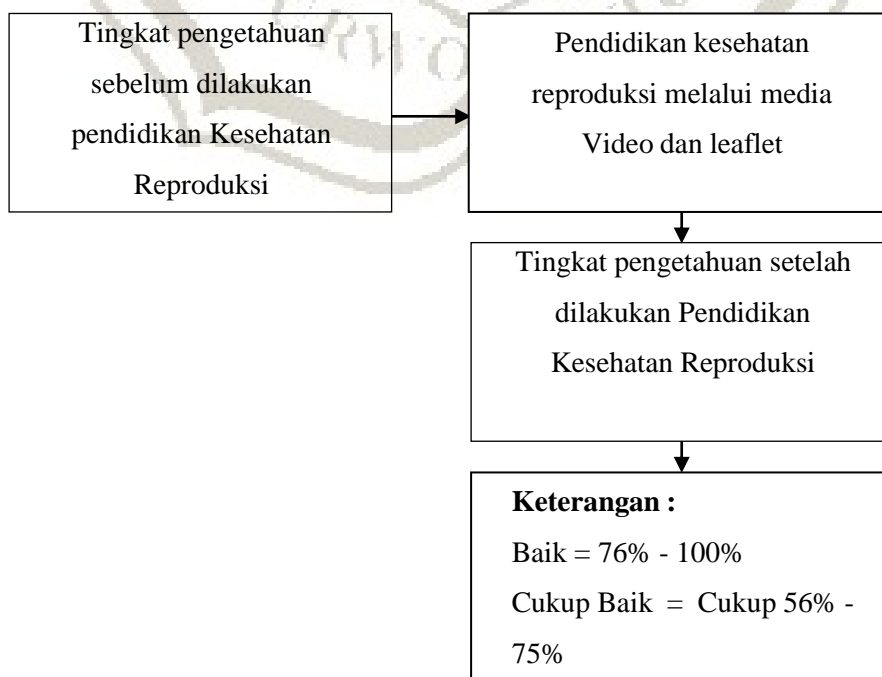 Tingkat pengetahuan
sebelum dilakukan
pendidikan Kesehatan
Reproduksi
Pendidikan kesehatan
reproduksi melalui media
Video dan leaflet
Tingkat pengetahuan setelah
dilakukan Pendidikan
Kesehatan Reproduksi
Keterangan :
Baik = 76% - 100%
Cukup Baik = Cukup 56% -
75%